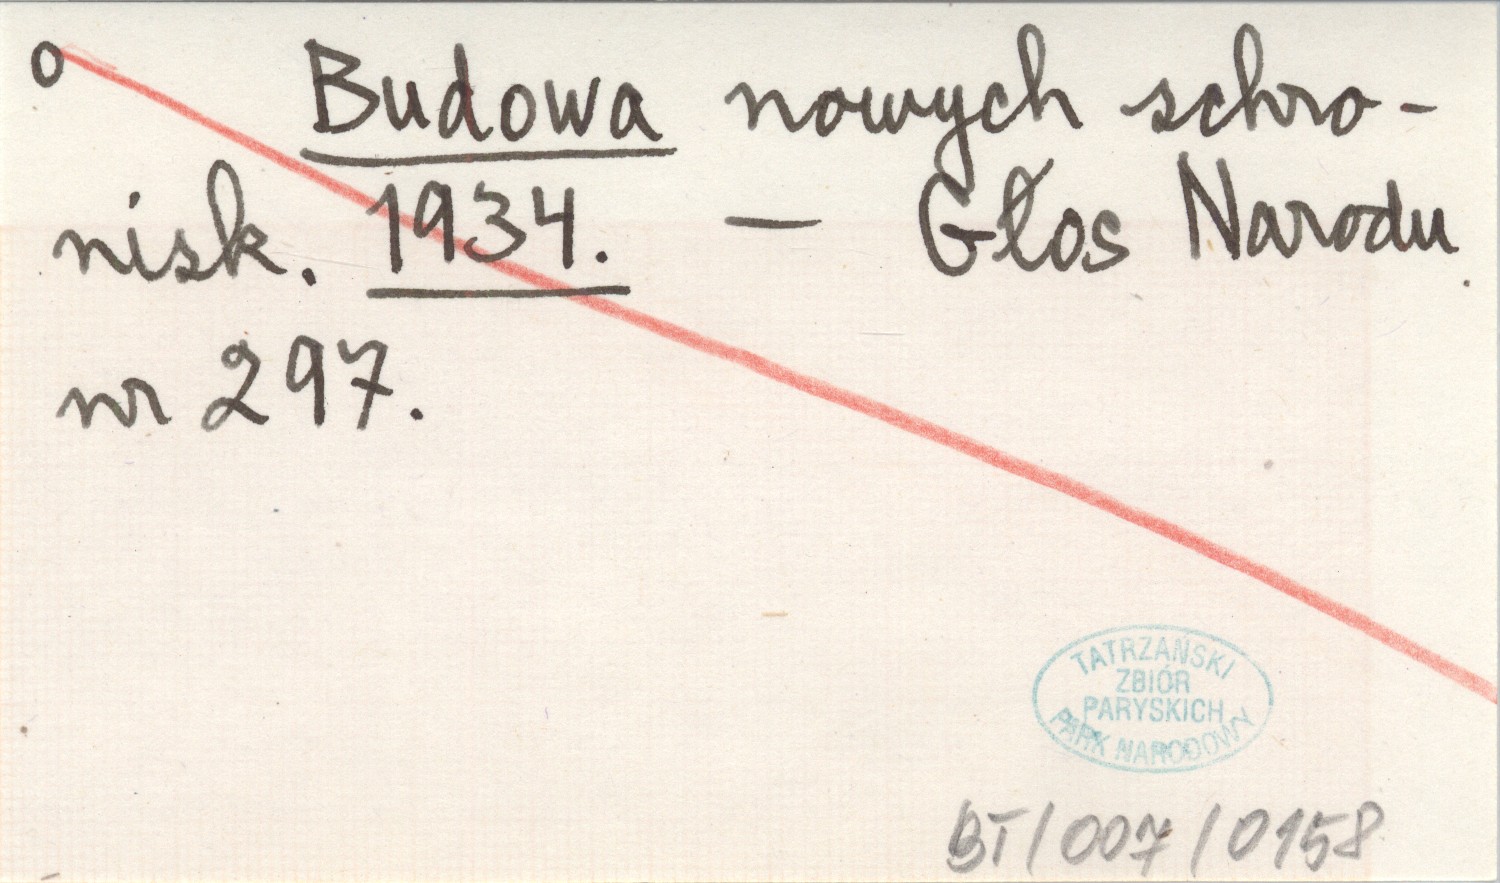 o Budowa nowych schro-
nisk. 1934. — Głos Narodu
nr 297.
TATRZAŃSKI
ZBIÓR
PARYSKICH
PARK NARODOWY
BT/007/0158